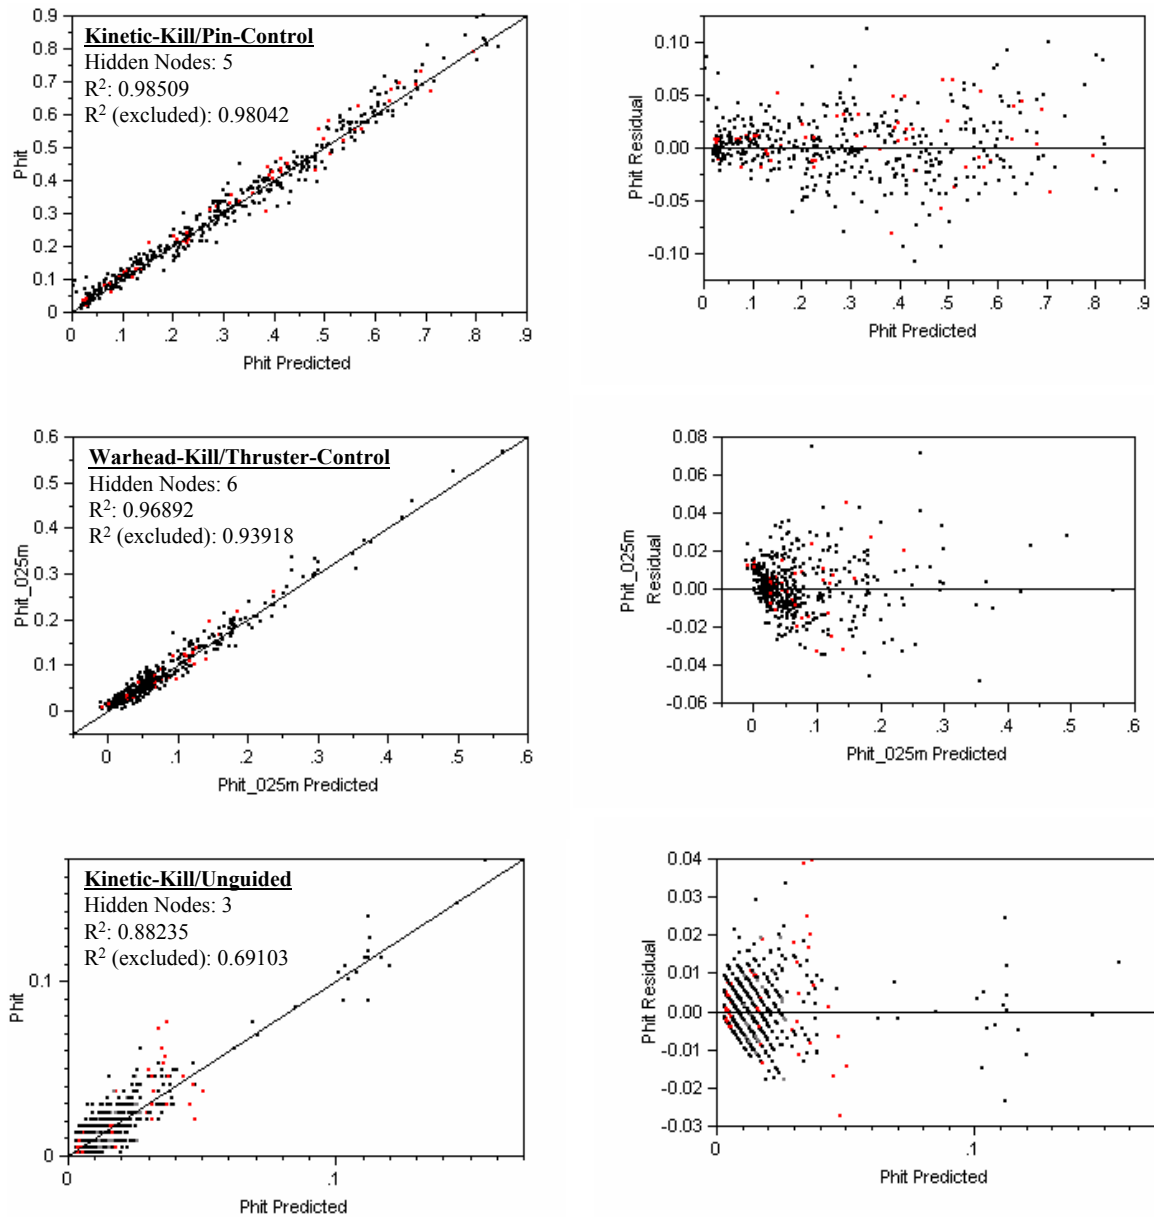 0.9
0.8
0.7
0.6
0.5
0.4
0.3
0.2
0.1
0
Phit
Kinetic-Kill/Pin-Control
Hidden Nodes: 5
R²: 0.98509
R² (excluded): 0.98042
0 .1 .2 .3 .4 .5 .6 .7 .8 .9
Phit Predicted
0.10
0.05
0.00
-0.05
-0.10
Phit Residual
0 .1 .2 .3 .4 .5 .6 .7 .8 .9
Phit Predicted
0.6
0.5
0.4
0.3
0.2
0.1
0
Phit_025m
Warhead-Kill/Thruster-Control
Hidden Nodes: 6
R²: 0.96892
R² (excluded): 0.93918
0 .1 .2 .3 .4 .5 .6
Phit_025m Predicted
0.08
0.06
0.04
0.02
0.00
-0.02
-0.04
-0.06
Phit_025m
Residual
0 .1 .2 .3 .4 .5 .6
Phit_025m Predicted
0.1
0
Phit
Kinetic-Kill/Unguided
Hidden Nodes: 3
R²: 0.88235
R² (excluded): 0.69103
0 .1
Phit Predicted
0.04
0.03
0.02
0.01
0.00
-0.01
-0.02
-0.03
Phit Residual
0 .1
Phit Predicted